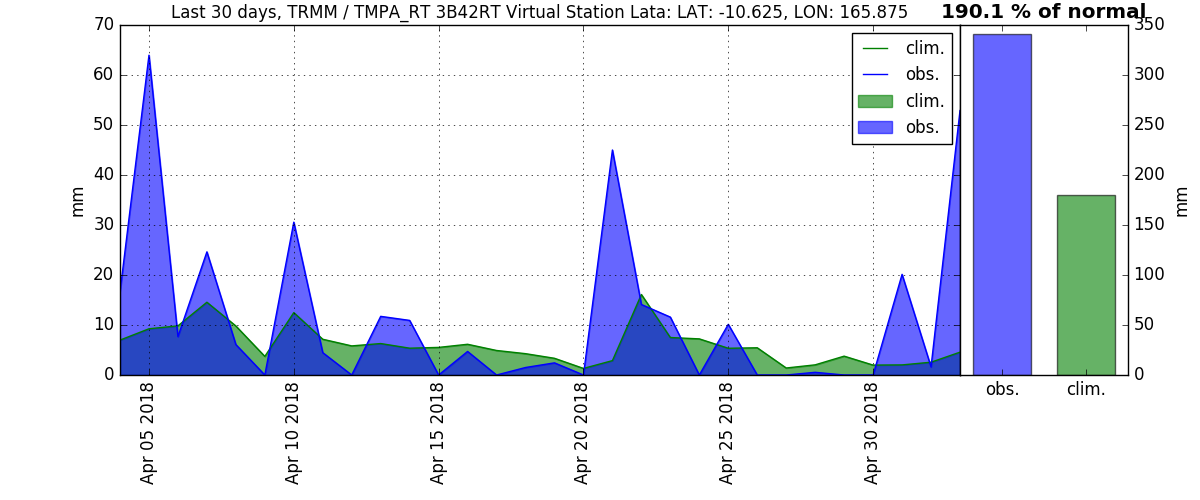 Last 30 days, TRMM / TMPA_RT 3B42RT Virtual Station Lata: LAT: -10.625, LON: 165.875
190.1 % of normal
70
60
50
40
30
20
10
0
mm
clim.
obs.
clim.
obs.
Apr 05 2018
Apr 10 2018
Apr 15 2018
Apr 20 2018
Apr 25 2018
Apr 30 2018
350
300
250
200
150
100
50
0
mm
obs.
clim.